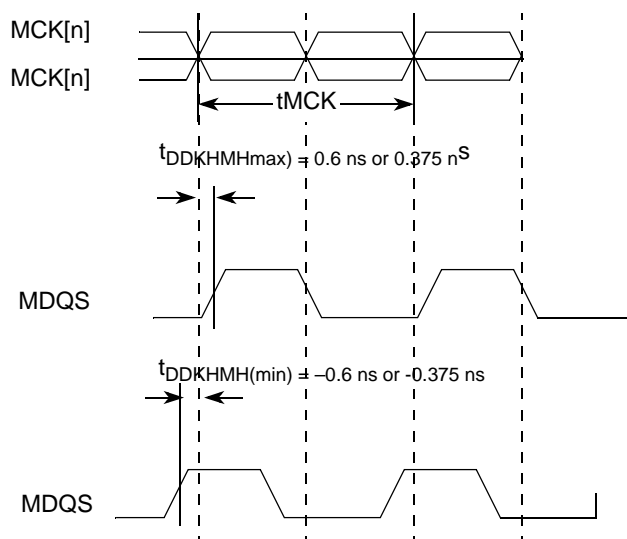 MCK[n]
MCK[n]
tMCK
tDDKHMHmax) = 0.6 ns or 0.375 ns
MDQS
tDDKHMH(min) = –0.6 ns or -0.375 ns
MDQS